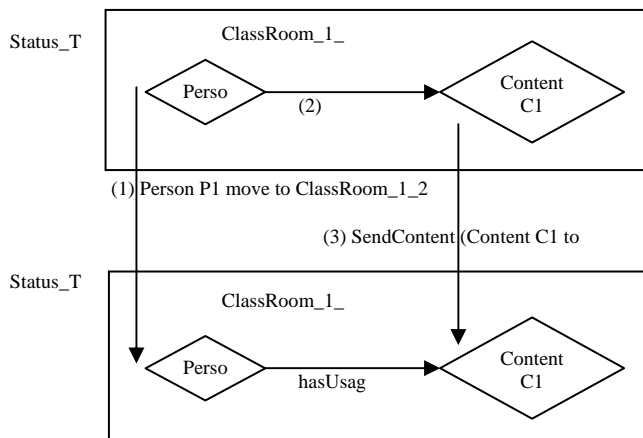 Status_T
ClassRoom_1_
Perso
(2)
Content
C1
(1) Person P1 move to ClassRoom_1_2
(3) SendContent (Content C1 to
Status_T
ClassRoom_1_
Perso
hasUsag
Content
C1